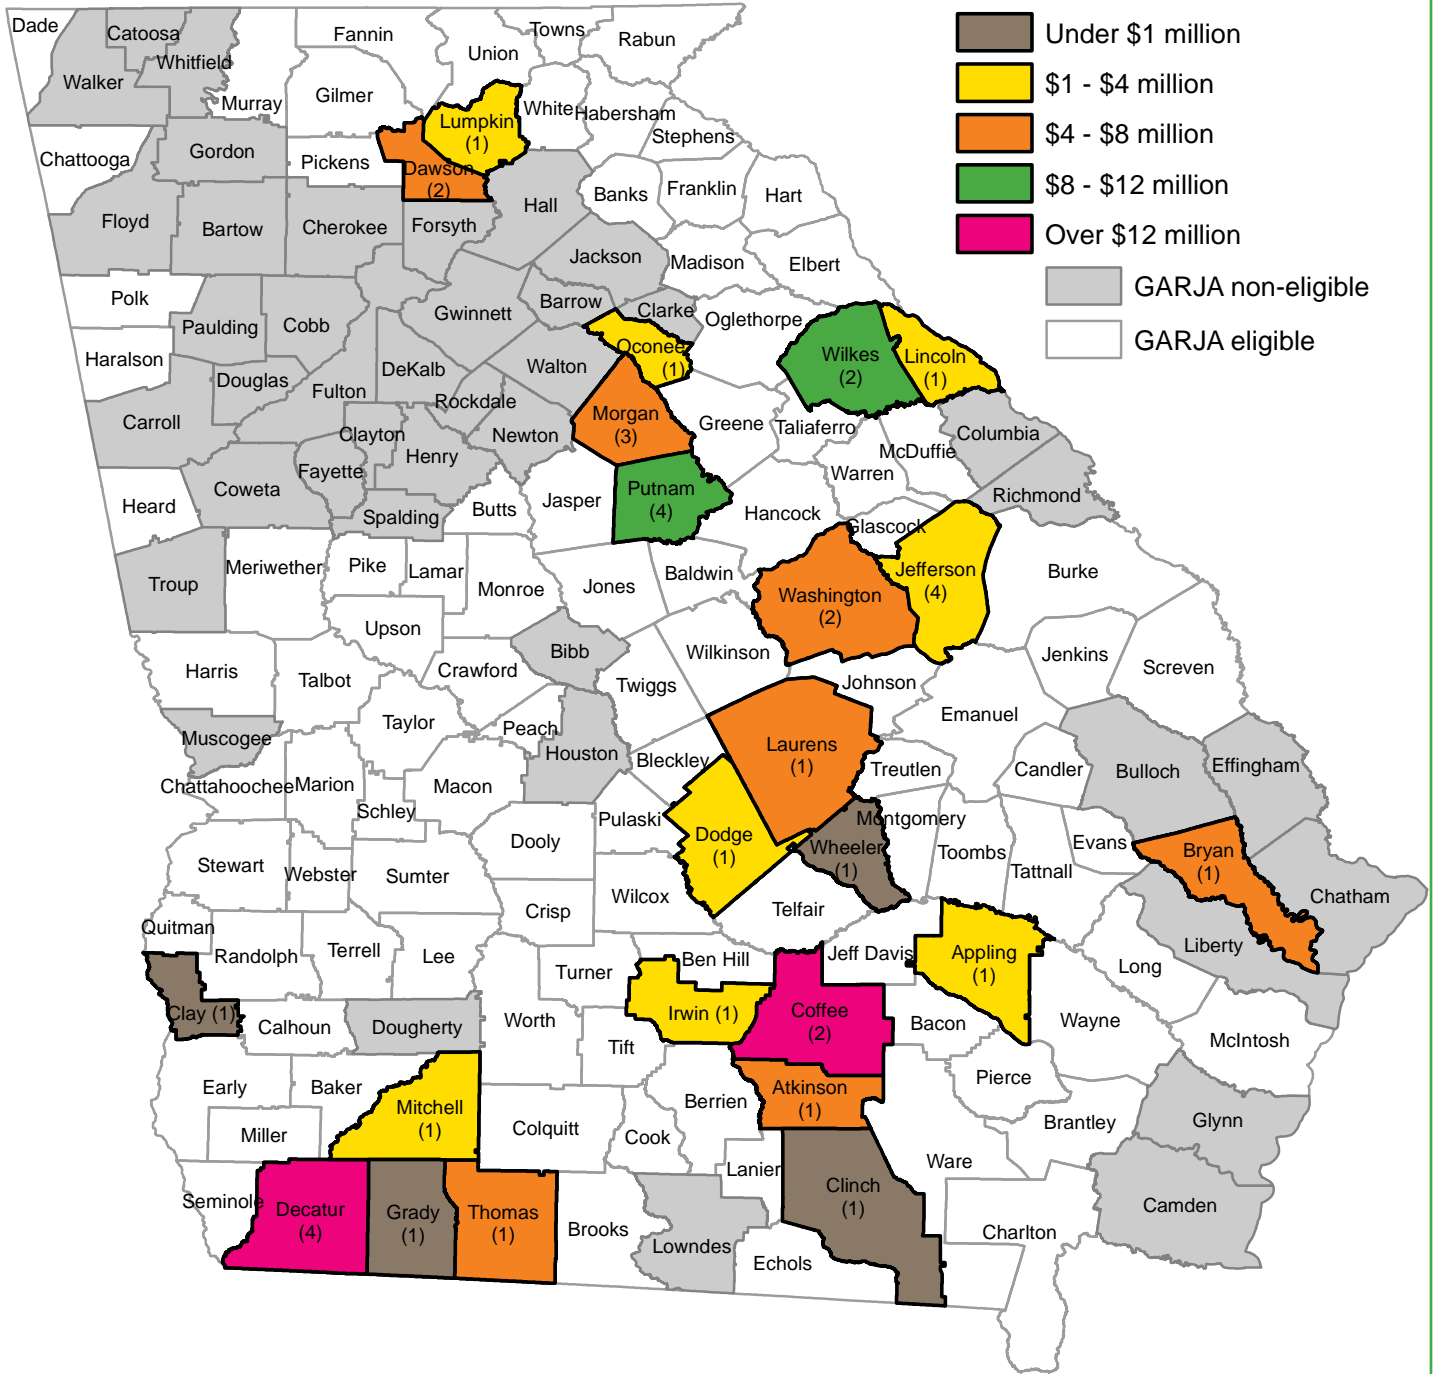 Dade
Catoosa
Fannin
Towns
Rabun
Union
Walker
Whitfield
Murray
Gilmer
White
Habersham
Lumpkin
(1)
Stephens
Chattooga
Gordon
Pickens
Dawson
(2)
Banks
Franklin
Hart
Hall
Floyd
Bartow
Cherokee
Forsyth
Jackson
Madison
Elbert
Polk
Paulding
Cobb
Gwinnett
Barrow
Clarke
Oglethorpe
Haralson
Oconee
(1)
Wilkes
(2)
Lincoln
(1)
Douglas
Fulton
DeKalb
Walton
Rockdale
Carroll
Morgan
(3)
Greene
Taliaferro
Columbia
Clayton
Newton
Henry
McDuffie
Fayette
Warren
Coweta
Heard
Spalding
Butts
Jasper
Putnam
(4)
Hancock
Richmond
Glascock
Troup
Meriwether
Pike
Lamar
Monroe
Jones
Baldwin
Washington
(2)
Jefferson
(4)
Burke
Upson
Harris
Talbot
Crawford
Bibb
Twiggs
Wilkinson
Johnson
Jenkins
Screven
Emanuel
Muscogee
Taylor
Peach
Houston
Bleckley
Laurens
(1)
Treutlen
Candler
Bulloch
Effingham
Chattahoochee
Marion
Macon
Schley
Pulaski
Dodge
(1)
Montgomery
Wheeler
(1)
Toombs
Tattnall
Evans
Bryan
(1)
Dooly
Stewart
Webster
Sumter
Crisp
Wilcox
Telfair
Chatham
Quitman
Randolph
Terrell
Lee
Turner
Ben Hill
Jeff Davis
Appling
(1)
Long
Liberty
Clay (1)
Calhoun
Dougherty
Worth
Tift
Irwin (1)
Coffee
(2)
Bacon
Wayne
McIntosh
Early
Baker
Mitchell
(1)
Miller
Colquitt
Cook
Berrien
Atkinson
(1)
Pierce
Brantley
Glynn
Lanier
Ware
Seminole
Decatur
(4)
Grady
(1)
Thomas
(1)
Brooks
Lowndes
Echols
Clinch
(1)
Charlton
Camden
Under $1 million
$1 - $4 million
$4 - $8 million
$8 - $12 million
Over $12 million
GARJA non-eligible
GARJA eligible